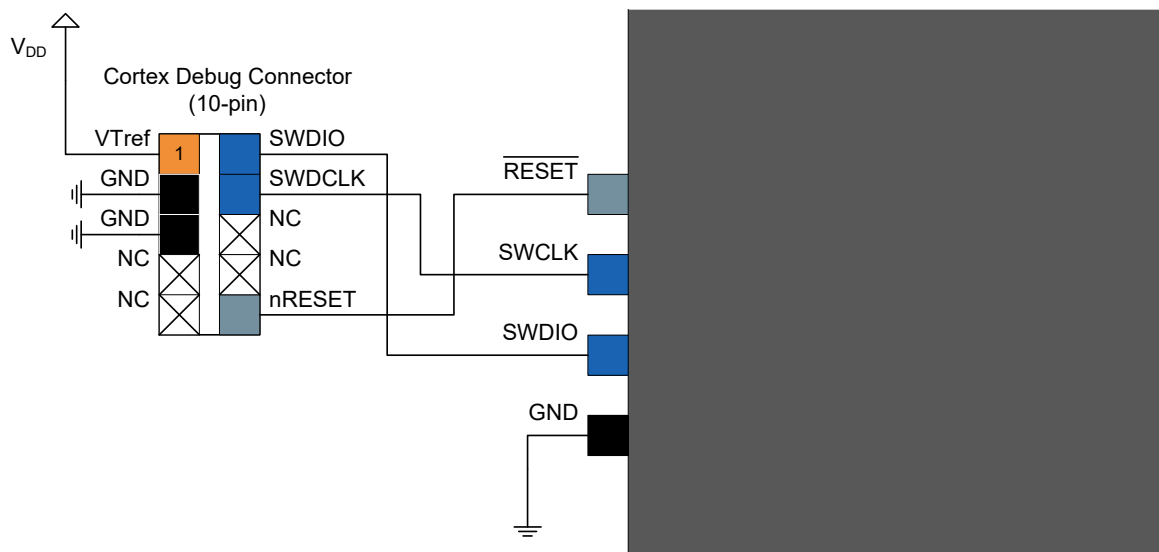 VDD
Cortex Debug Connector
(10-pin)
VTref
1
SWDIO
GND
SWDCLK
GND
NC
NC
NC
NC
nRESET
RESET
SWCLK
SWDIO
GND